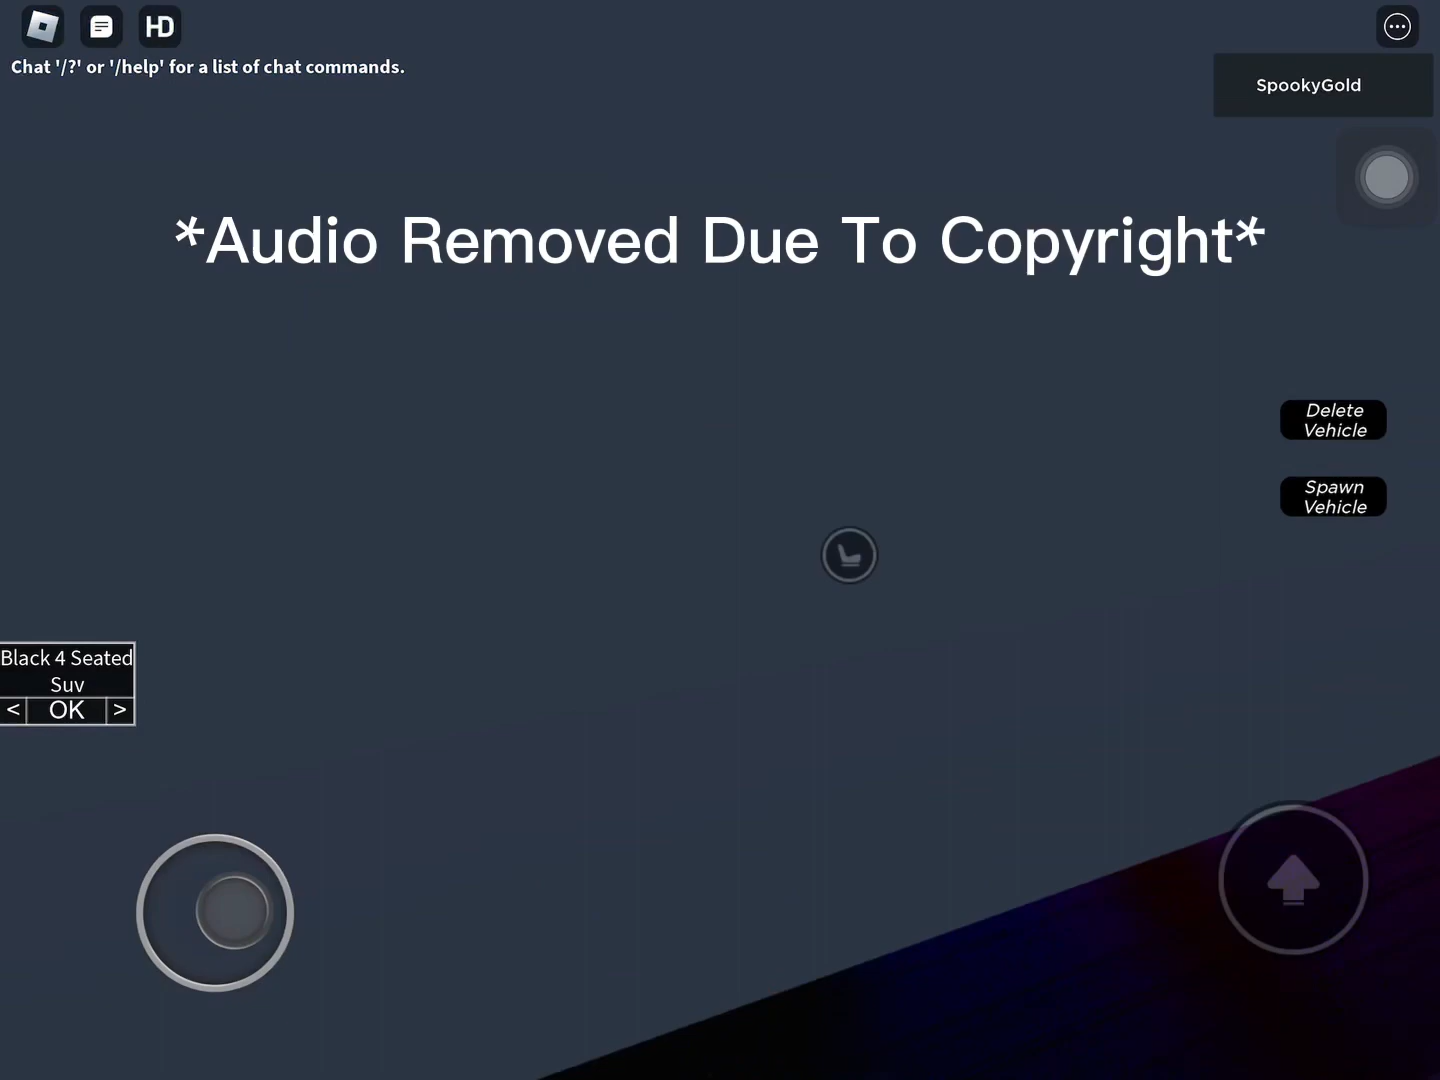 HD
Chat '/?' or '/help' for a list of chat commands.
SpookyGold
*Audio Removed Due To Copyright*
Delete
Vehicle
Spawn
Vehicle
Black 4 Seated
Suv
< OK >